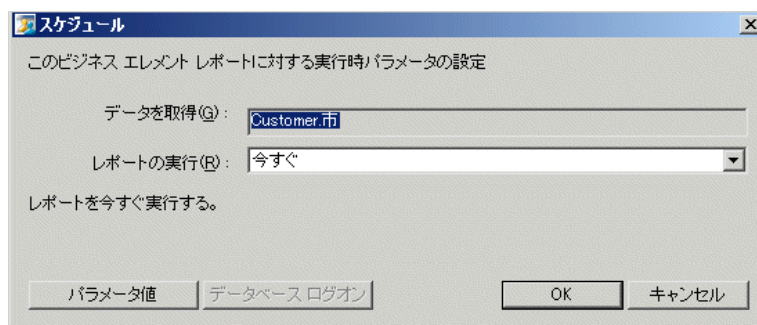 スケジュール
このビジネス エレメント レポートに対する実行時パラメータの設定
データを取得(G):
Customer.市
レポートの実行(R):
今すぐ
レポートを今すぐ実行する。
パラメータ値
データベース ログオン
OK
キャンセル